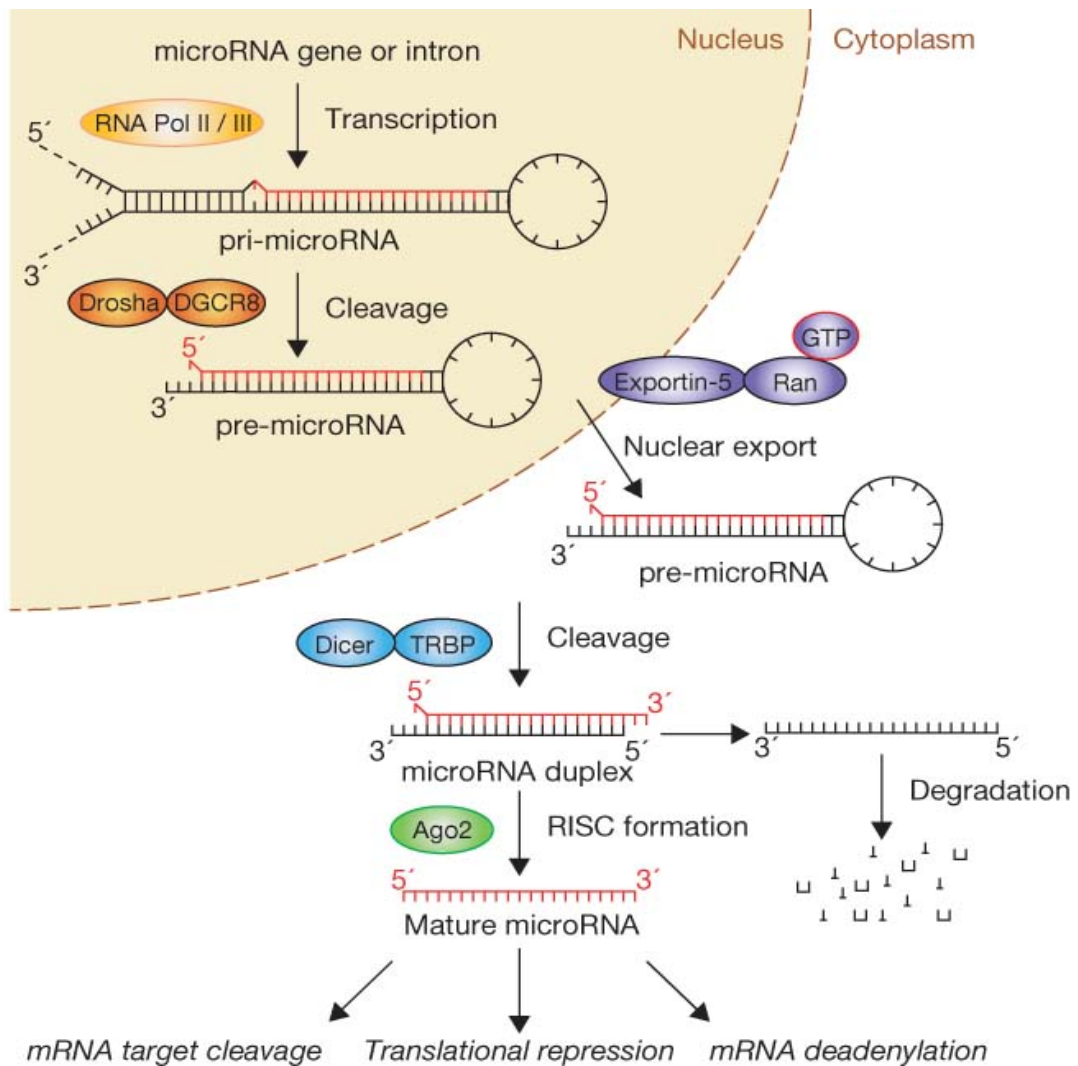 Nucleus
Cytoplasm
microRNA gene or intron
RNA Pol II / III
Transcription
5´
3´
pri-microRNA
Drosha
DGCR8
Cleavage
5´
3´
pre-microRNA
GTP
Exportin-5
Ran
Nuclear export
5´
3´
pre-microRNA
Dicer
TRBP
Cleavage
5´
3´
3´
5´
microRNA duplex
3´
5´
Degradation
Ago2
RISC formation
5´
3´
Mature microRNA
mRNA target cleavage
Translational repression
mRNA deadenylation